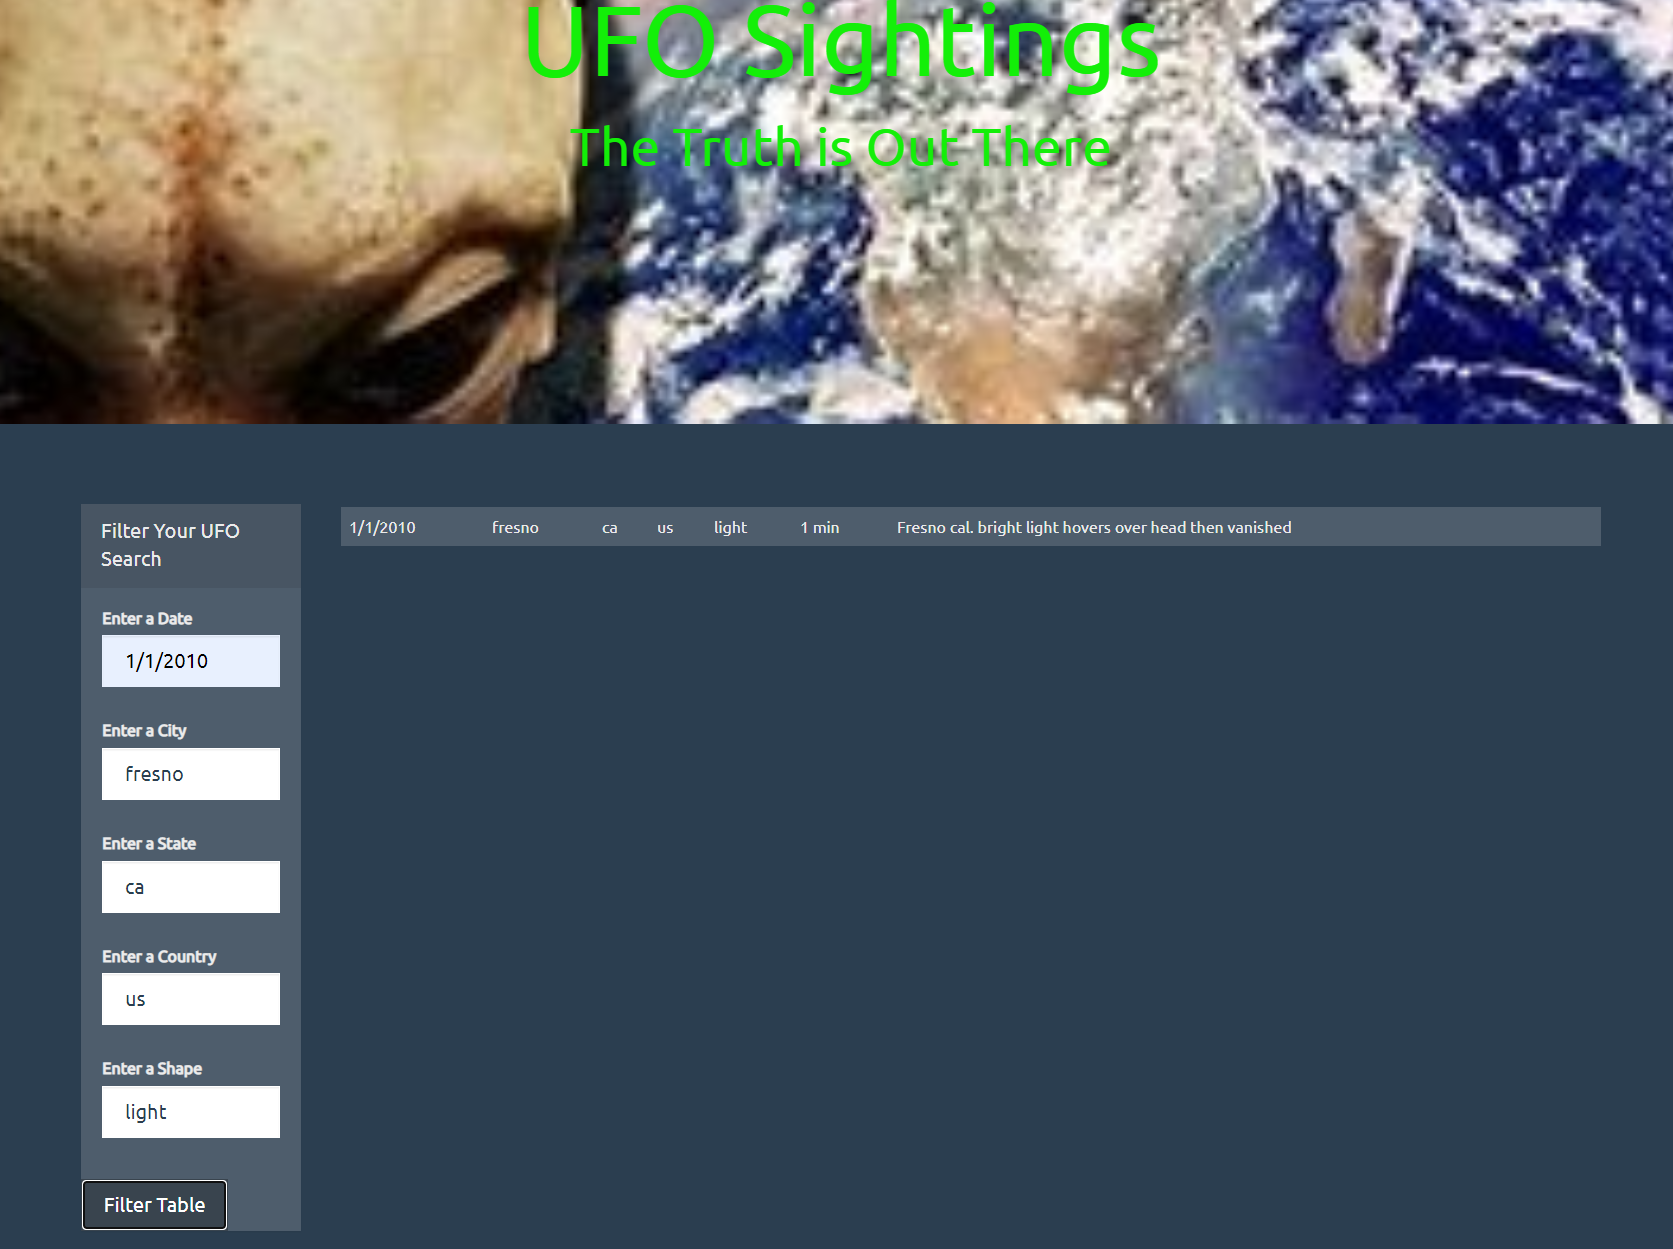 UFO Sightings
The Truth is Out There
Filter Your UFO
Search
Enter a Date
1/1/2010
Enter a City
fresno
Enter a State
ca
Enter a Country
us
Enter a Shape
light
Filter Table
1/1/2010 fresno ca us light 1 min Fresno cal. bright light hovers over head then vanished